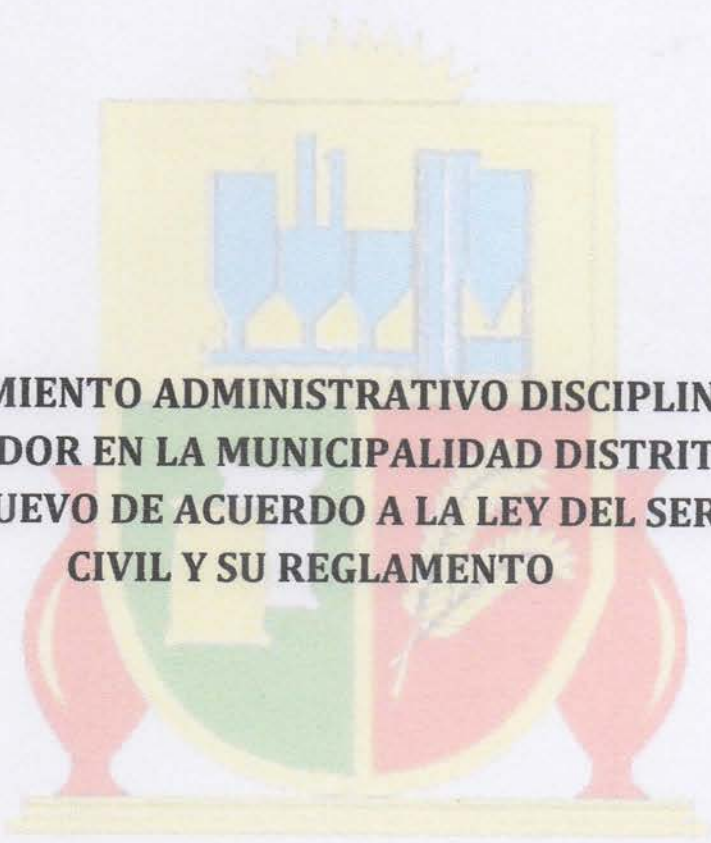 MIENTO ADMINISTRATIVO DISCIPLIN
DOR EN LA MUNICIPALIDAD DISTRIT
UEVO DE ACUERDO A LA LEY DEL SER
CIVIL Y SU REGLAMENTO